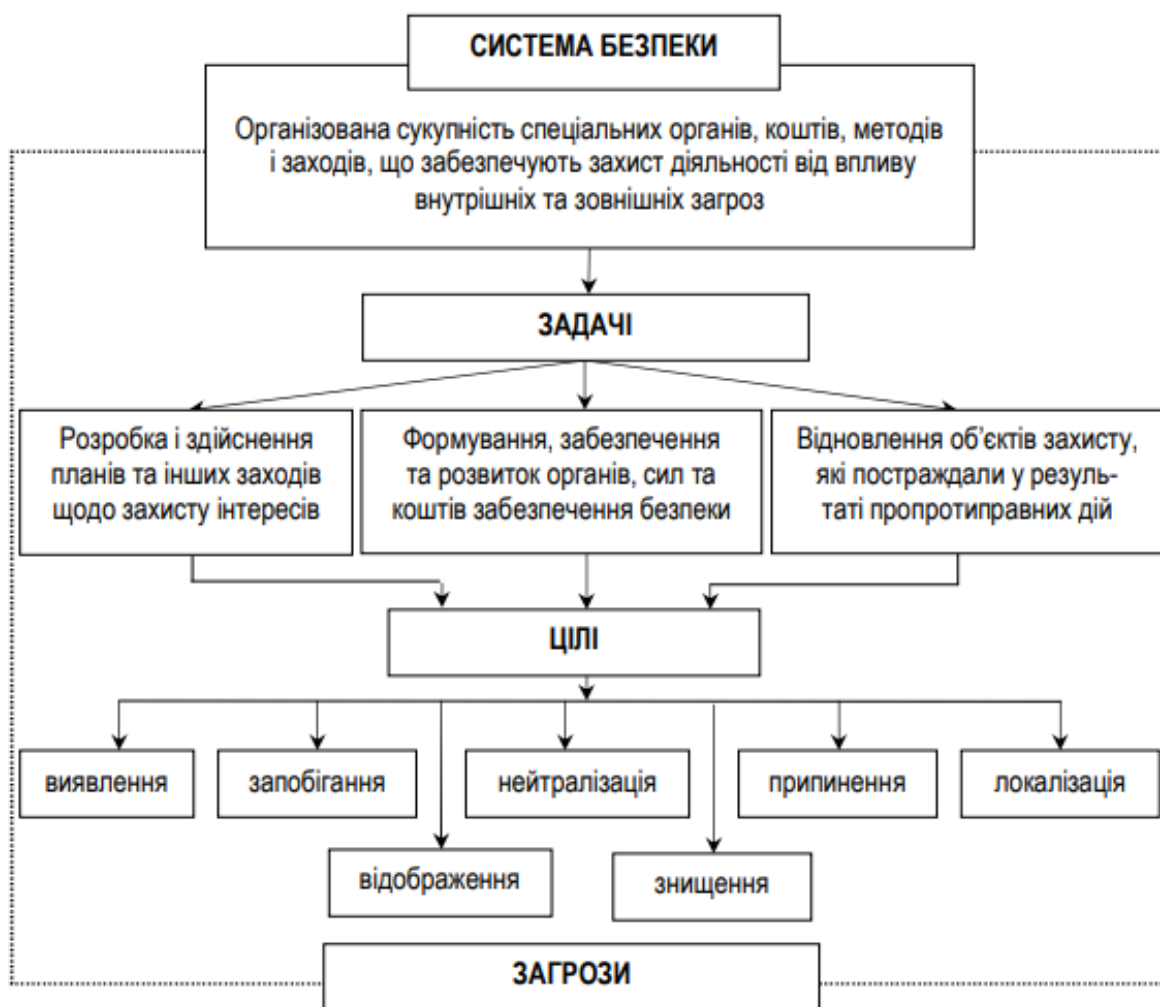 СИСТЕМА БЕЗПЕКИ
Організована сукупність спеціальних органів, коштів, методів
і заходів, що забезпечують захист діяльності від впливу
внутрішніх та зовнішніх загроз
ЗАДАЧІ
Розробка і здійснення
планів та інших заходів
щодо захисту інтересів
Формування, забезпечення
та розвиток органів, сил та
коштів забезпечення безпеки
Відновлення об’єктів захисту,
які постраждали у резуль-
таті пропротиправних дій
ЦІЛІ
виявлення
запобігання
нейтралізація
припинення
локалізація
відображення
знищення
ЗАГРОЗИ